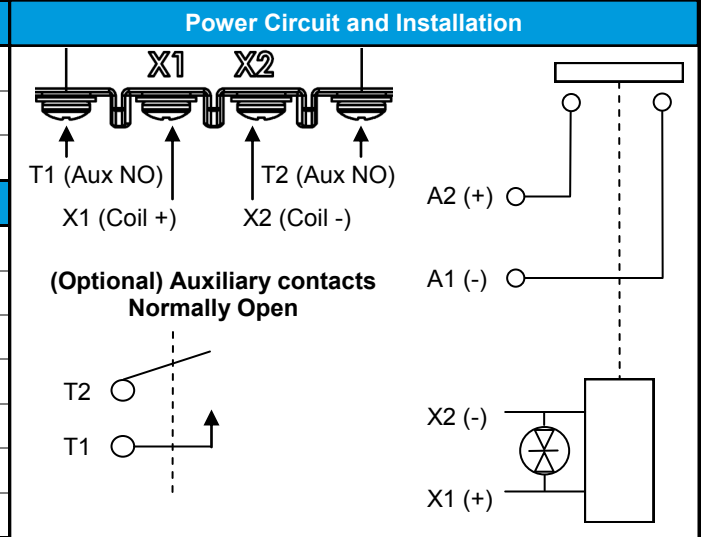 Power Circuit and Installation
X1 X2
T1 (Aux NO) T2 (Aux NO)
X1 (Coil +) X2 (Coil -)
(Optional) Auxiliary contacts
Normally Open
T2
T1
A2 (+)
A1 (-)
X2 (-)
X1 (+)